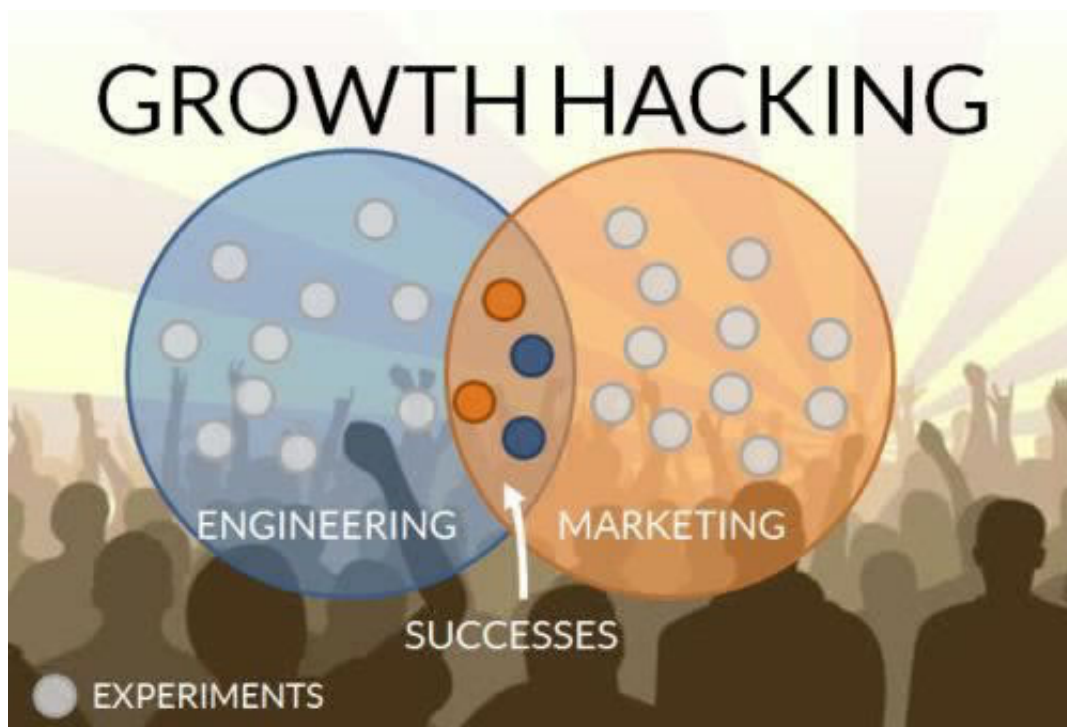 GROWTH HACKING
ENGINEERING
MARKETING
SUCCESSES
EXPERIMENTS